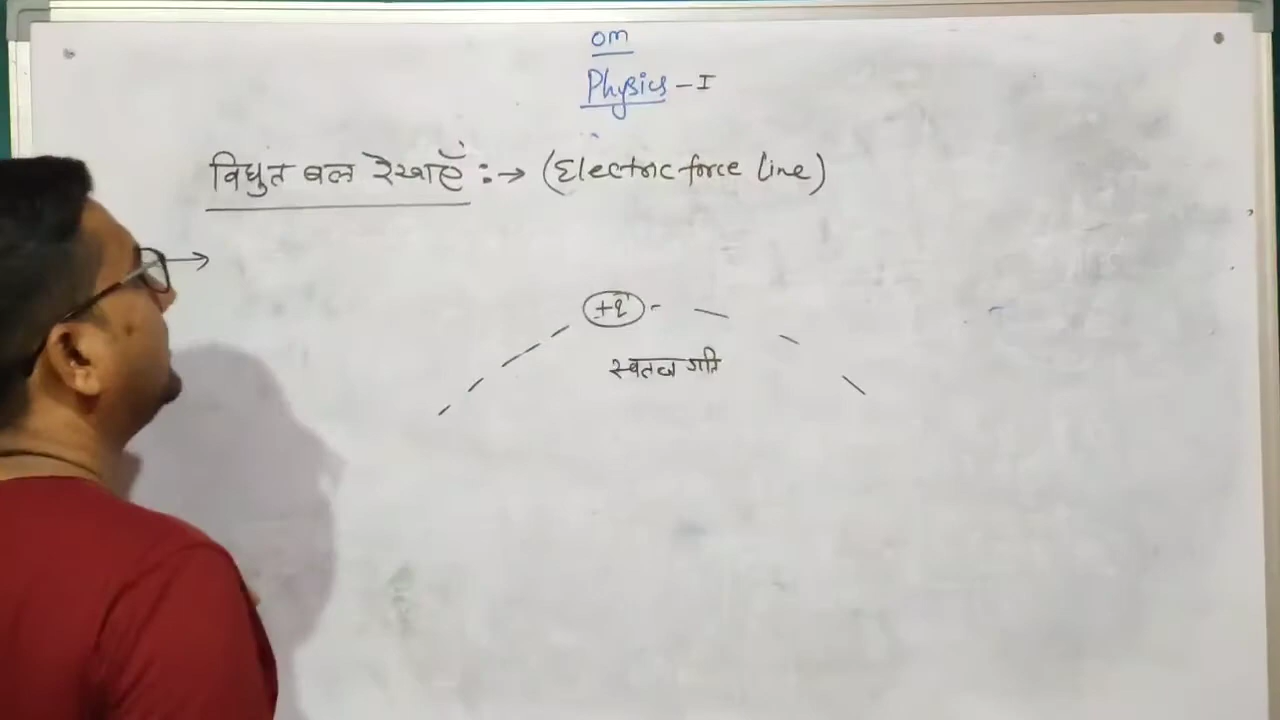 om
Physics - I
विधुत बल रेखाएँ :→ (Electric force line)
→
+q
स्वतंत्र गति